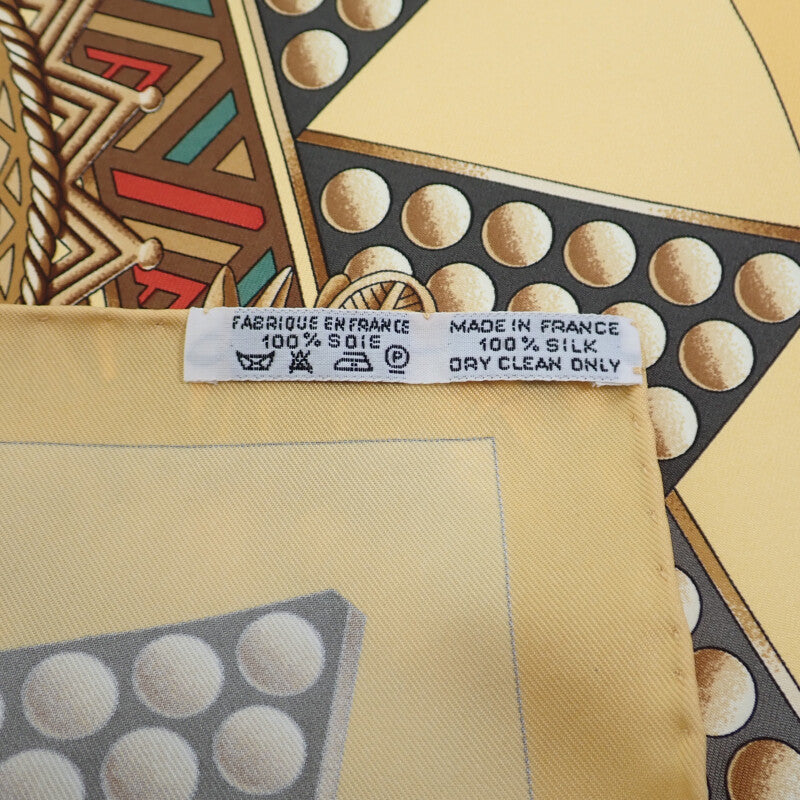 FABRIQUE EN FRANCE
100% SOIE
P
MADE IN FRANCE
100% SILK
DRY CLEAN ONLY